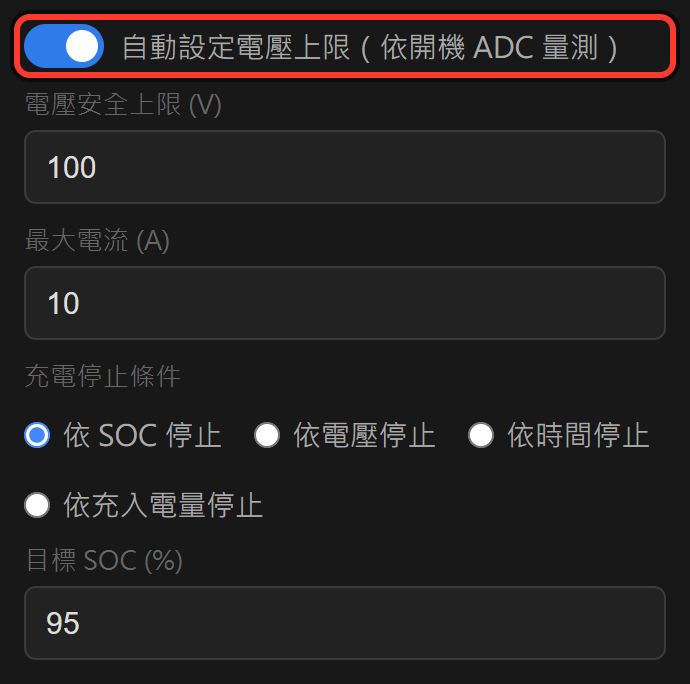 自動設定電壓上限（依開機 ADC 量測）
電壓安全上限 (V)
100
最大電流 (A)
10
充電停止條件
依 SOC 停止 依電壓停止 依時間停止
依充入電量停止
目標 SOC (%)
95